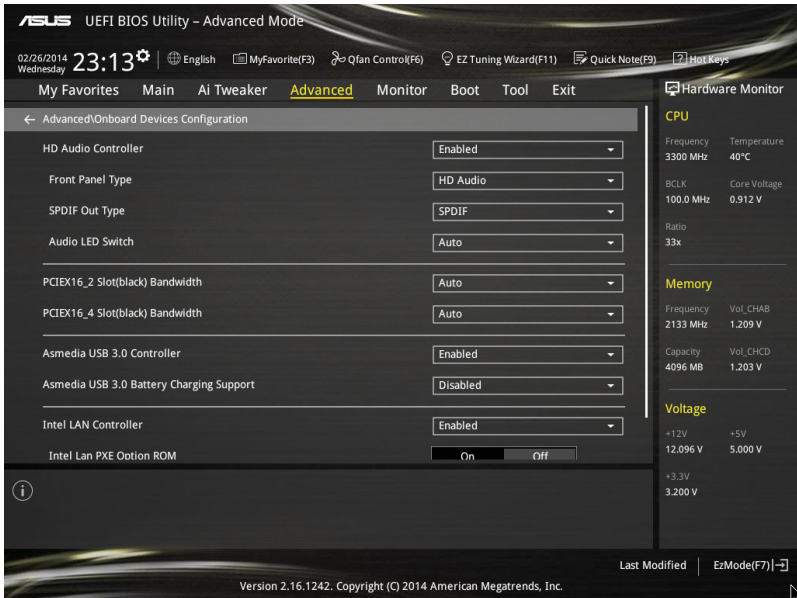 ASUS UEFI BIOS Utility – Advanced Mode
02/26/2014
Wednesday
23:13
English
MyFavorite(F3)
Qfan Control(F6)
EZ Tuning Wizard(F11)
Quick Note(F9)
? Hot Keys
My Favorites Main Ai Tweaker Advanced Monitor Boot Tool Exit
Hardware Monitor
← Advanced\Onboard Devices Configuration
HD Audio Controller Enabled
Front Panel Type HD Audio
SPDIF Out Type SPDIF
Audio LED Switch Auto
PCIEX16_2 Slot(black) Bandwidth Auto
PCIEX16_4 Slot(black) Bandwidth Auto
Asmedia USB 3.0 Controller Enabled
Asmedia USB 3.0 Battery Charging Support Disabled
Intel LAN Controller Enabled
Intel Lan PXE Option ROM On Off
CPU
Frequency Temperature
3300 MHz 40°C
BCLK Core Voltage
100.0 MHz 0.912 V
Ratio
33x
Memory
Frequency Vol_CHAB
2133 MHz 1.209 V
Capacity Vol_CHCD
4096 MB 1.203 V
Voltage
+12V +5V
12.096 V 5.000 V
+3.3V
3.200 V
i
Last Modified
EzMode(F7)
Version 2.16.1242. Copyright (C) 2014 American Megatrends, Inc.